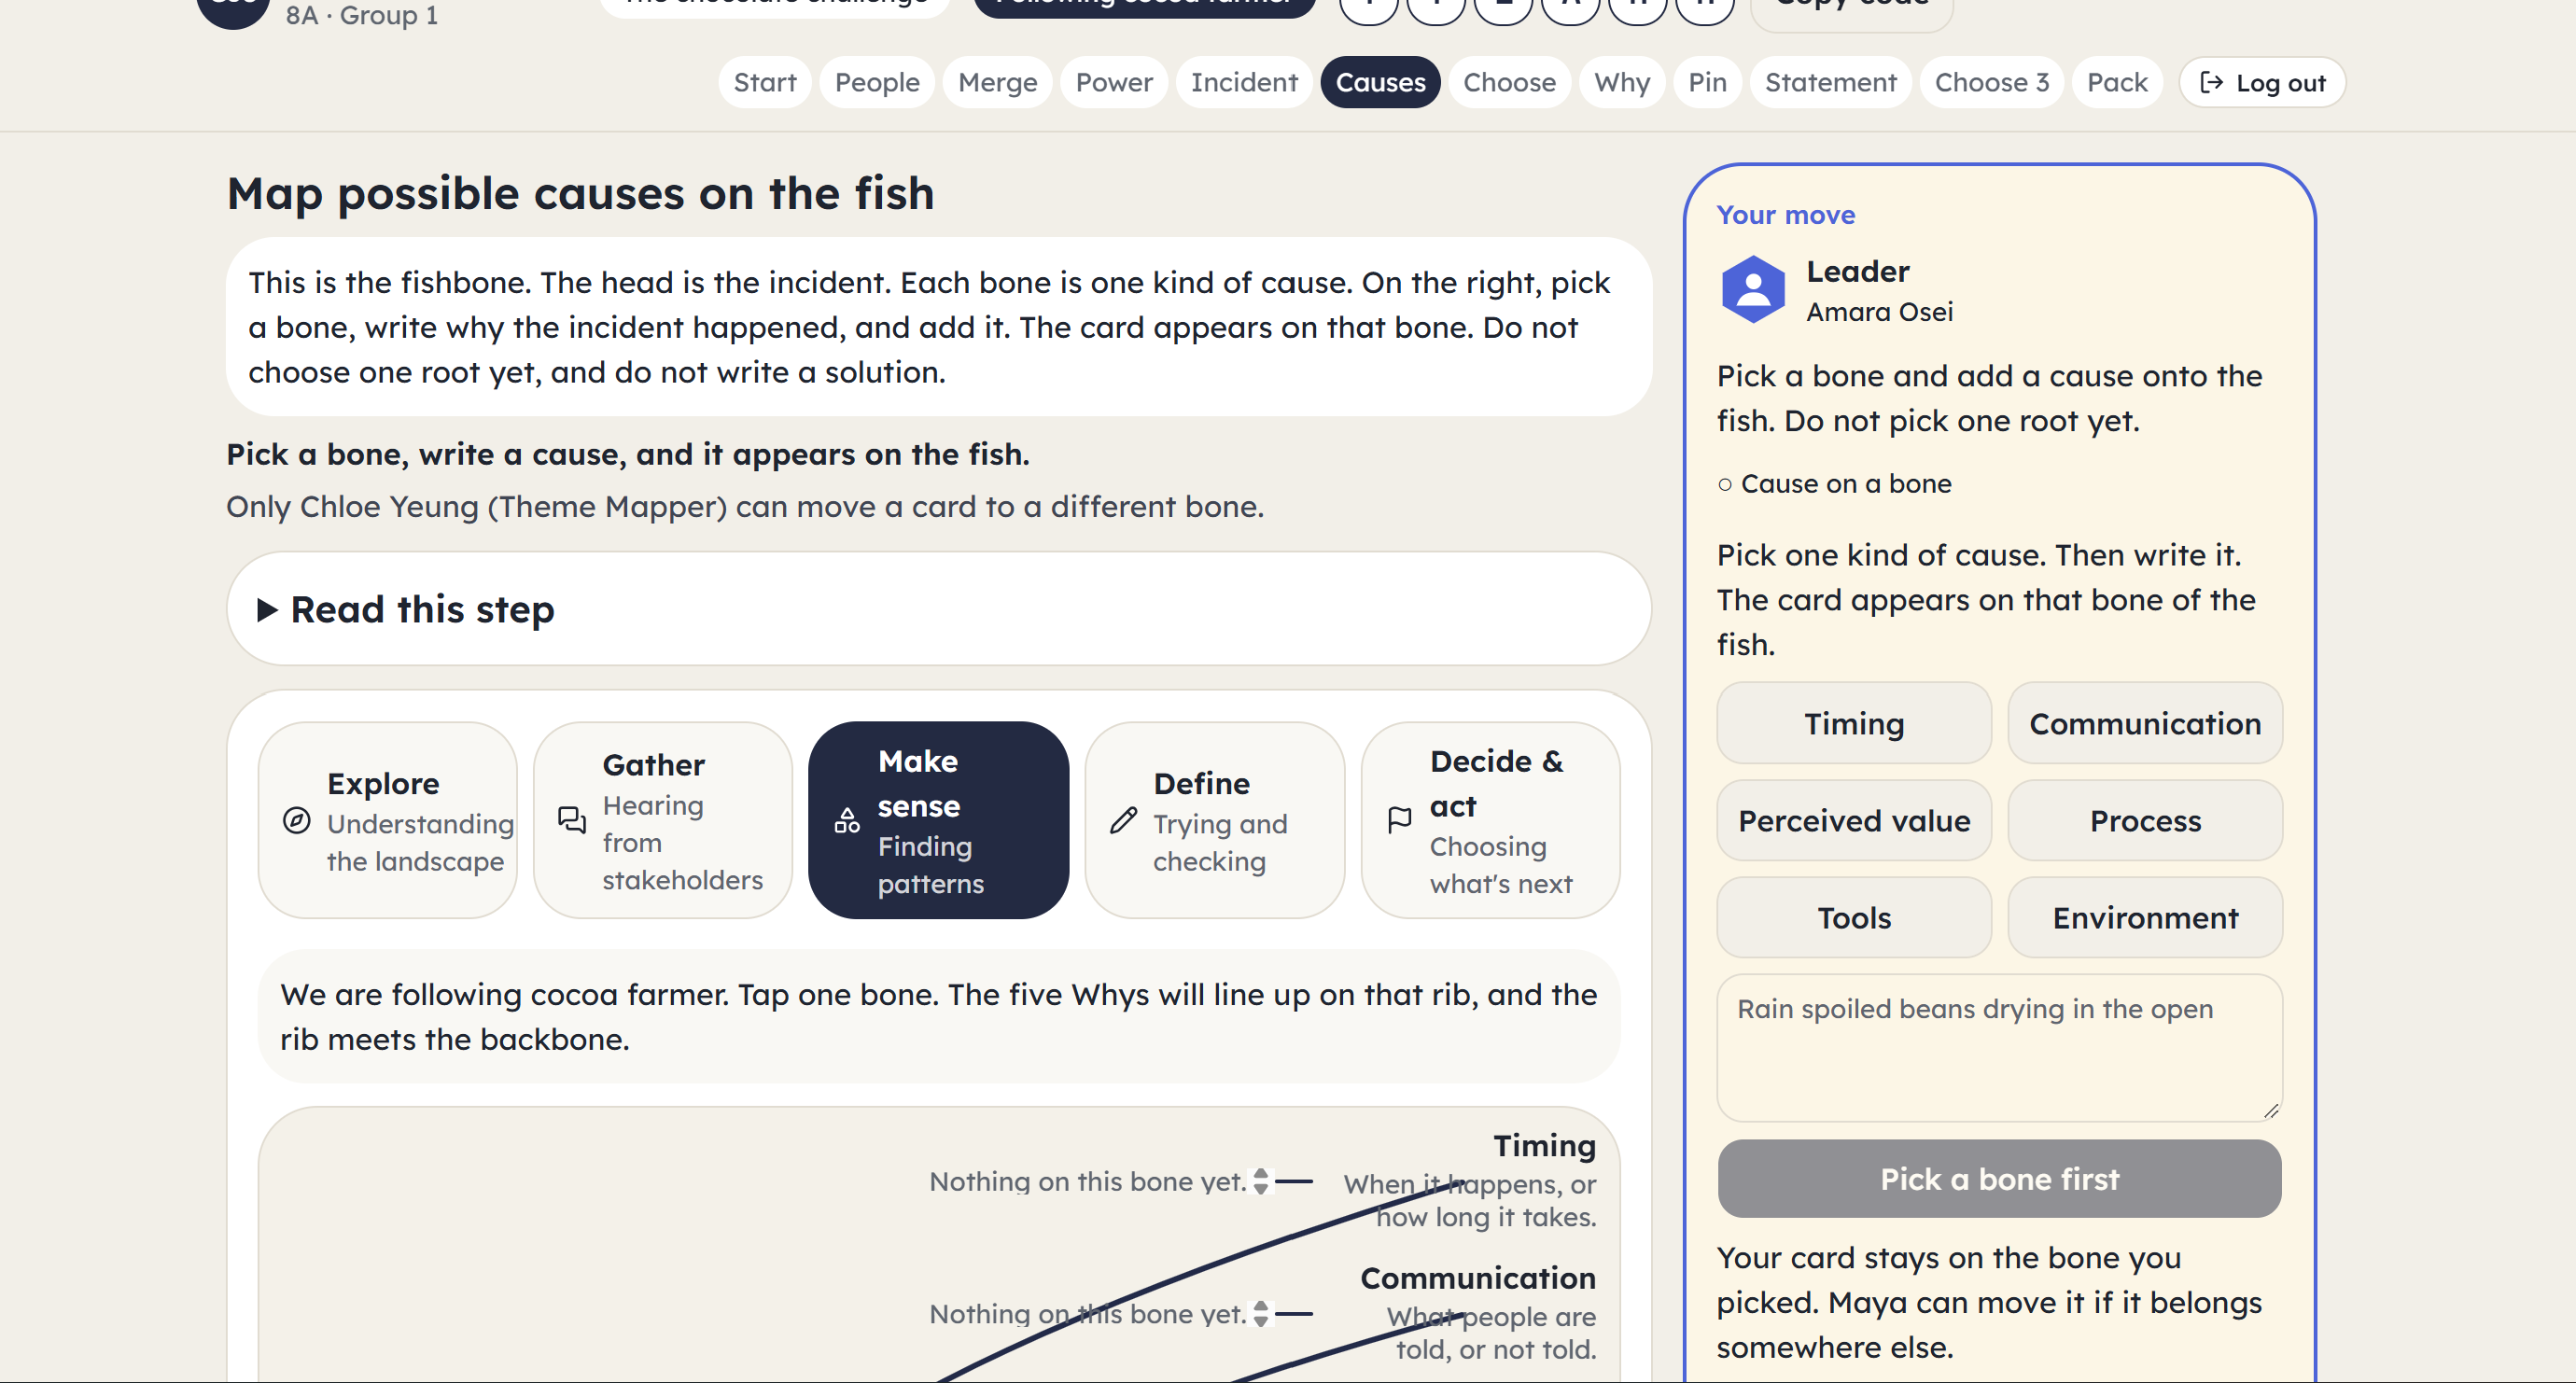 8A · Group 1
The chocolate challenge
Following cocoa farmer
Copy code
Start
People
Merge
Power
Incident
Causes
Choose
Why
Pin
Statement
Choose 3
Pack
Log out
Map possible causes on the fish
This is the fishbone. The head is the incident. Each bone is one kind of cause. On the right, pick
a bone, write why the incident happened, and add it. The card appears on that bone. Do not
choose one root yet, and do not write a solution.
Pick a bone, write a cause, and it appears on the fish.
Only Chloe Yeung (Theme Mapper) can move a card to a different bone.
Read this step
Explore
Understanding
the landscape
Gather
Hearing
from
stakeholders
Make
sense
Finding
patterns
Define
Trying and
checking
Decide &
act
Choosing
what's next
We are following cocoa farmer. Tap one bone. The five Whys will line up on that rib, and the
rib meets the backbone.
Timing
Nothing on this bone yet.
When it happens, or
how long it takes.
Communication
Nothing on this bone yet.
What people are
told, or not told.
Your move
Leader
Amara Osei
Pick a bone and add a cause onto the
fish. Do not pick one root yet.
○ Cause on a bone
Pick one kind of cause. Then write it.
The card appears on that bone of the
fish.
Timing
Communication
Perceived value
Process
Tools
Environment
Rain spoiled beans drying in the open
Pick a bone first
Your card stays on the bone you
picked. Maya can move it if it belongs
somewhere else.